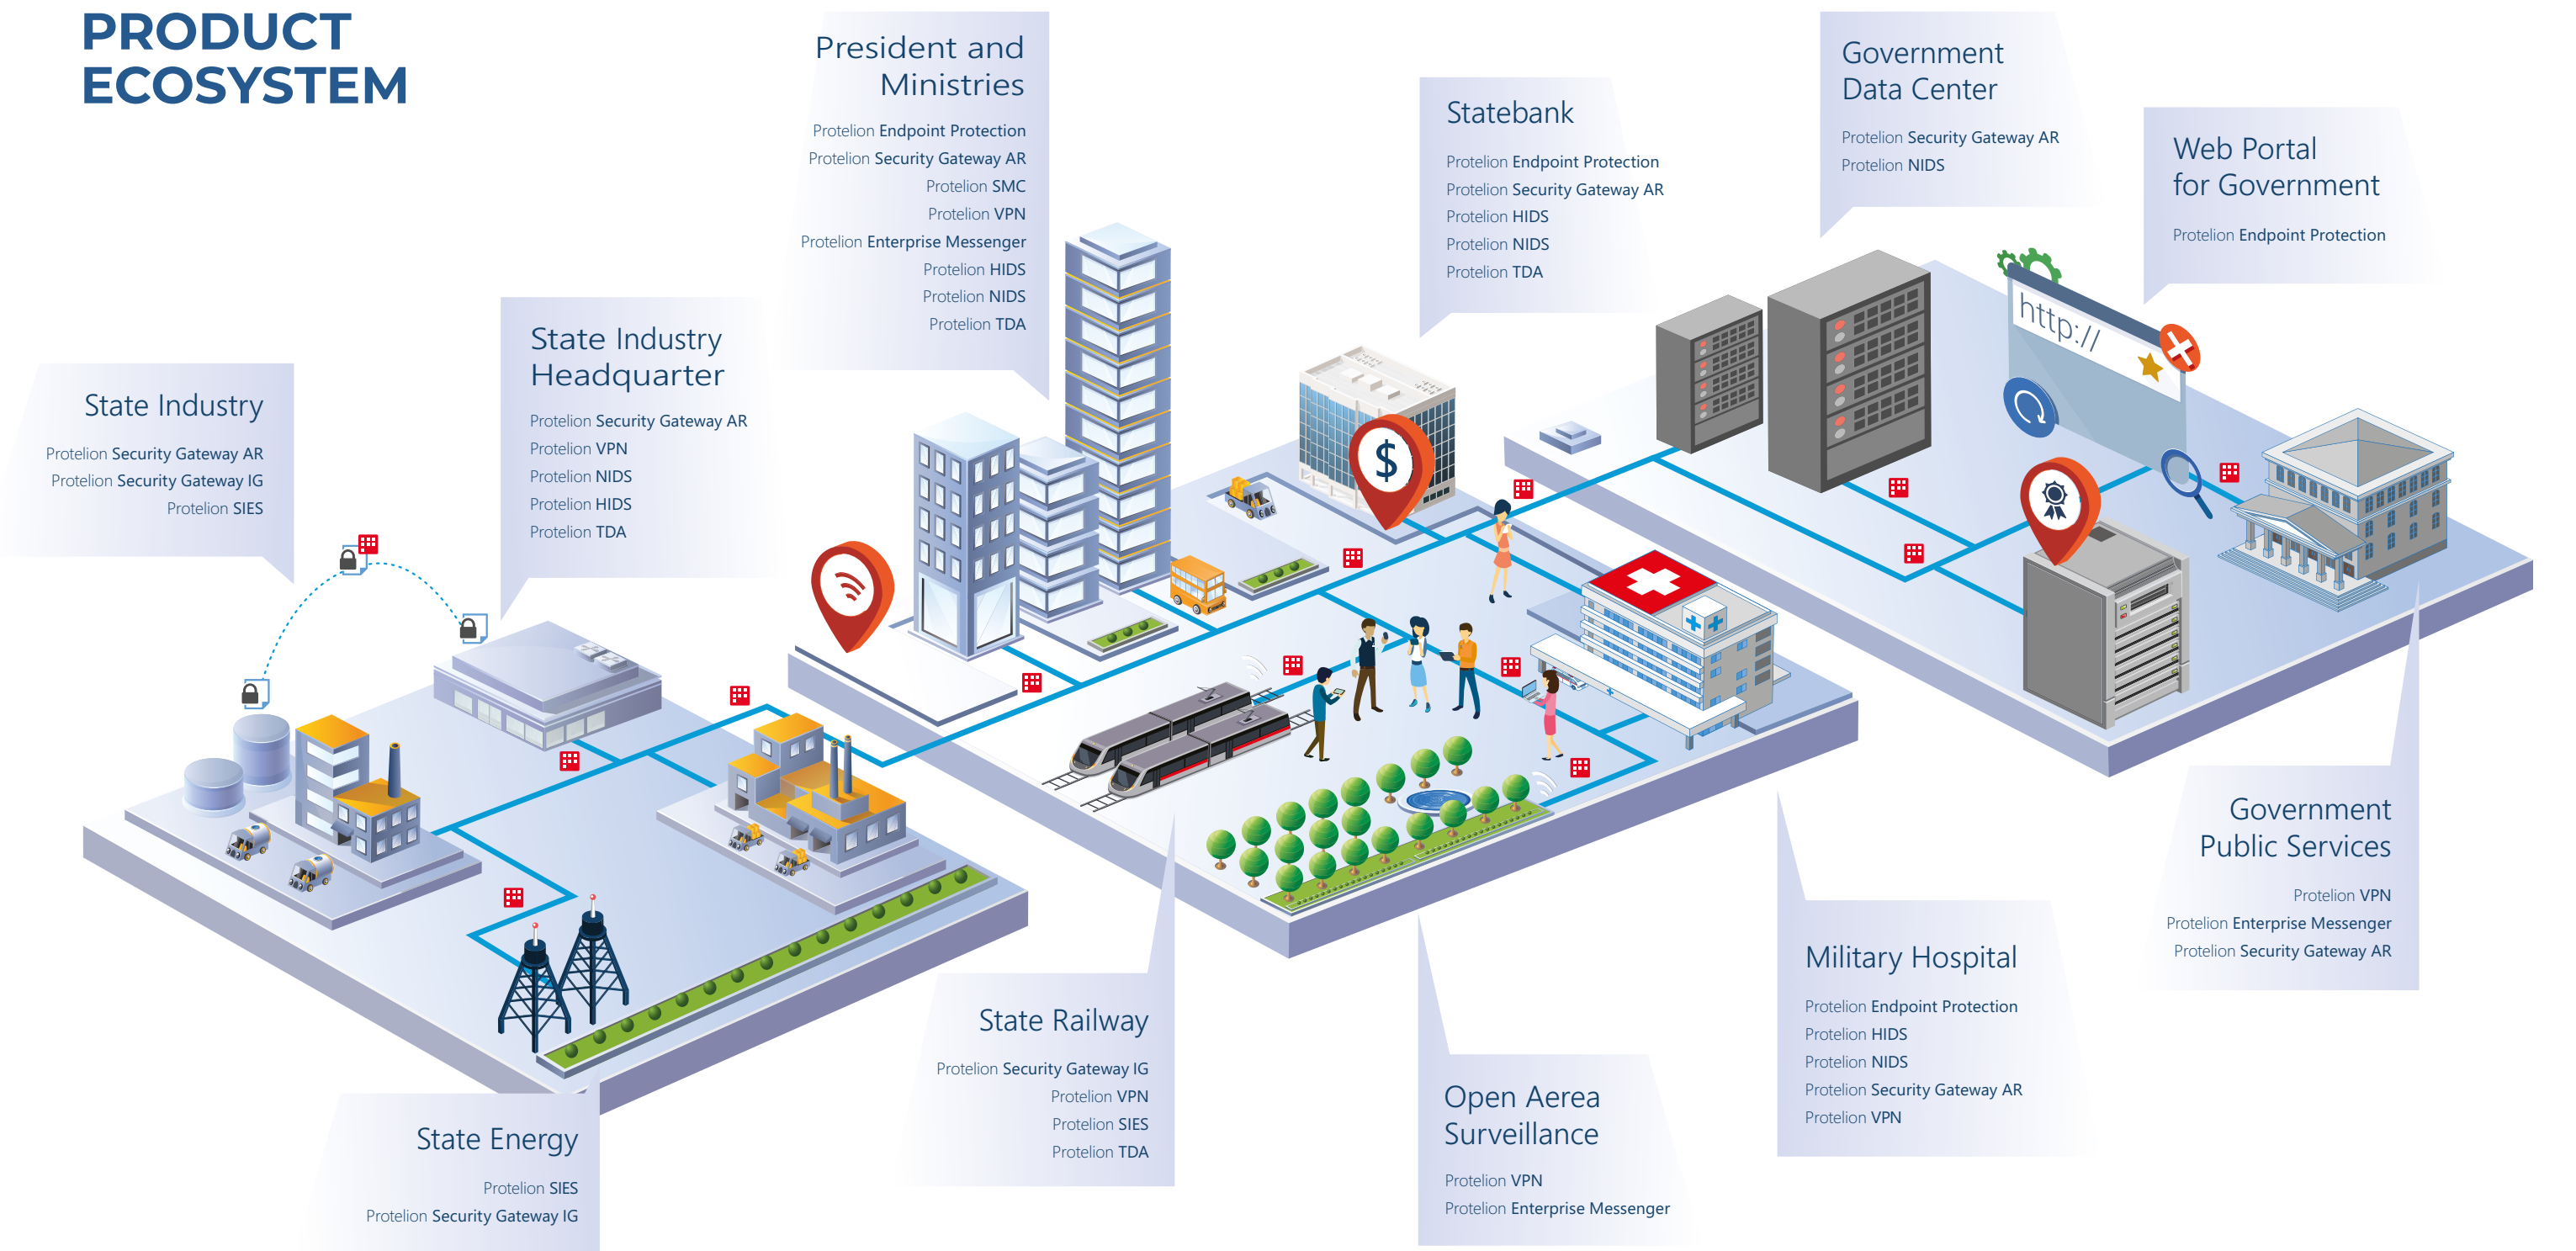 PRODUCT
ECOSYSTEM
State Industry
Protelion Security Gateway AR
Protelion Security Gateway IG
Protelion SIES
State Industry
Headquarter
Protelion Security Gateway AR
Protelion VPN
Protelion NIDS
Protelion HIDS
Protelion TDA
President and
Ministries
Protelion Endpoint Protection
Protelion Security Gateway AR
Protelion SMC
Protelion VPN
Protelion Enterprise Messenger
Protelion HIDS
Protelion NIDS
Protelion TDA
Statebank
Protelion Endpoint Protection
Protelion Security Gateway AR
Protelion HIDS
Protelion NIDS
Protelion TDA
Government
Data Center
Protelion Security Gateway AR
Protelion NIDS
Web Portal
for Government
Protelion Endpoint Protection
http://
$
State Energy
Protelion SIES
Protelion Security Gateway IG
State Railway
Protelion Security Gateway IG
Protelion VPN
Protelion SIES
Protelion TDA
Open Aerea
Surveillance
Protelion VPN
Protelion Enterprise Messenger
Military Hospital
Protelion Endpoint Protection
Protelion HIDS
Protelion NIDS
Protelion Security Gateway AR
Protelion VPN
Government
Public Services
Protelion VPN
Protelion Enterprise Messenger
Protelion Security Gateway AR